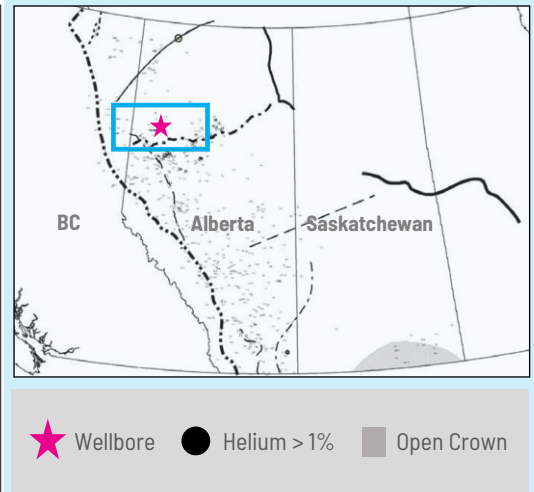 BC
Alberta
Saskatchewan
Wellbore
Helium > 1%
Open Crown